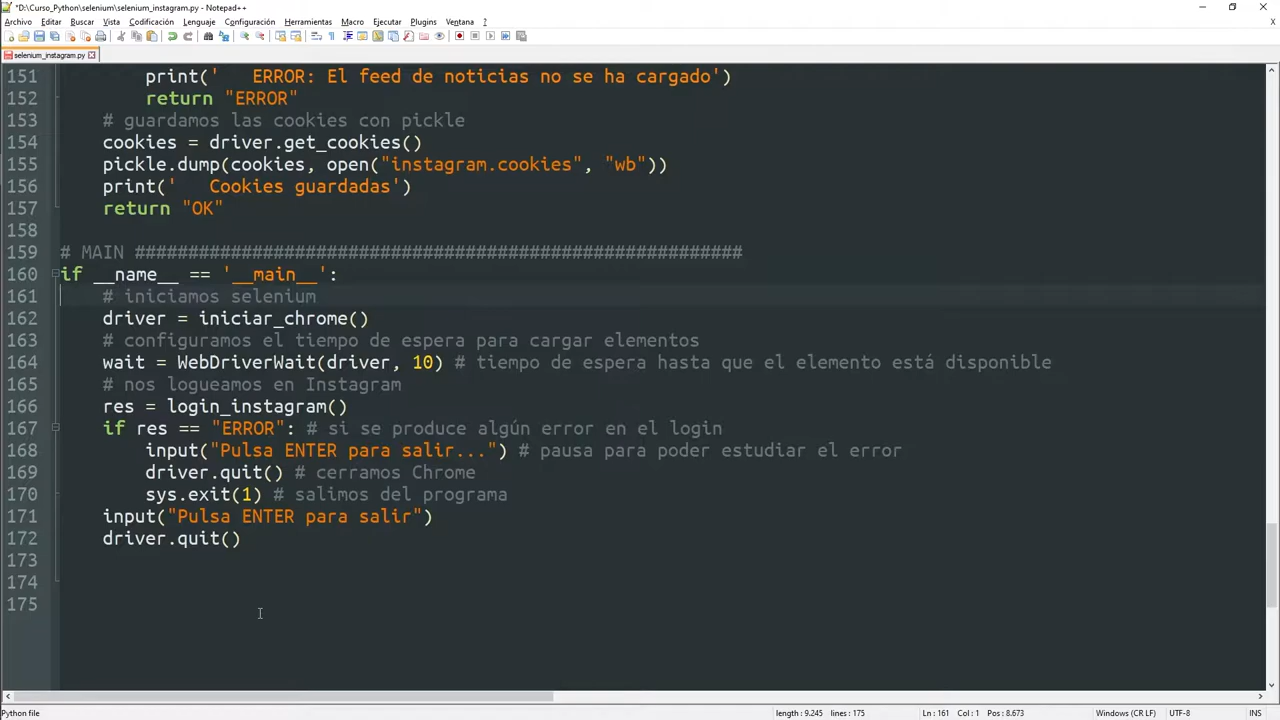 *D:\Curso_Python\selenium\selenium_instagram.py - Notepad++
Archivo Editar Buscar Vista Codificación Lenguaje Configuración Herramientas Macro Ejecutar Plugins Ventana ?
selenium_instagram.py
151         print('   ERROR: El feed de noticias no se ha cargado')
152         return "ERROR"
153     # guardamos las cookies con pickle
154     cookies = driver.get_cookies()
155     pickle.dump(cookies, open("instagram.cookies", "wb"))
156     print('   Cookies guardadas')
157     return "OK"
158
159 # MAIN #########################################################
160 if __name__ == '__main__':
161     # iniciamos selenium
162     driver = iniciar_chrome()
163     # configuramos el tiempo de espera para cargar elementos
164     wait = WebDriverWait(driver, 10) # tiempo de espera hasta que el elemento está disponible
165     # nos logueamos en Instagram
166     res = login_instagram()
167     if res == "ERROR": # si se produce algún error en el login
168         input("Pulsa ENTER para salir...") # pausa para poder estudiar el error
169         driver.quit() # cerramos Chrome
170         sys.exit(1) # salimos del programa
171     input("Pulsa ENTER para salir")
172     driver.quit()
173
174
175
Python file length : 9.245 lines : 175 Ln : 161 Col : 1 Pos : 8.673 Windows (CR LF) UTF-8 INS